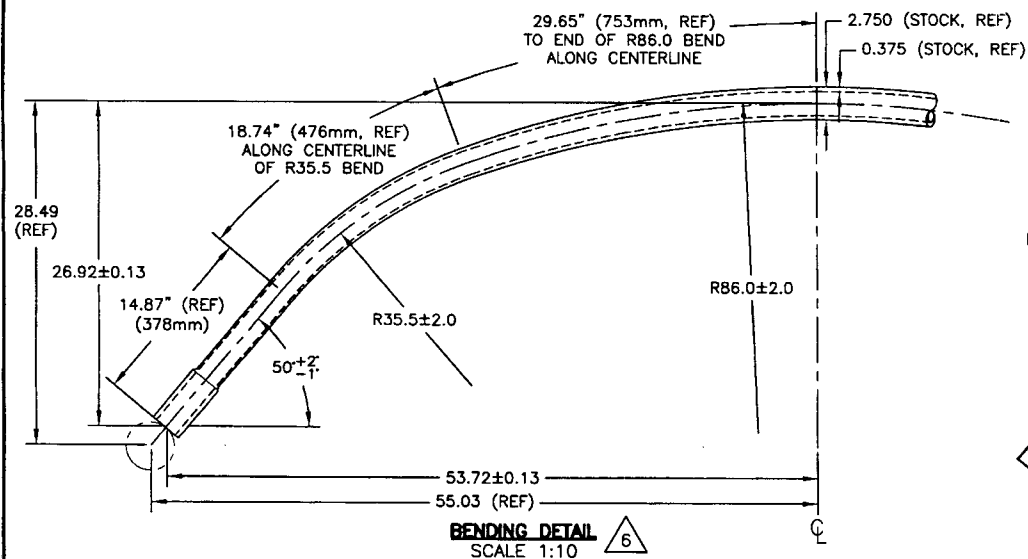 29.65" (753mm, REF)
TO END OF R86.0 BEND
ALONG CENTERLINE
2.750 (STOCK, REF)
0.375 (STOCK, REF)
18.74" (476mm, REF)
ALONG CENTERLINE
OF R35.5 BEND
28.49
(REF)
26.92±0.13
14.87" (REF)
(378mm)
R35.5±2.0
R86.0±2.0
50°+2°
-1°
53.72±0.13
55.03 (REF)
BENDING DETAIL
6
SCALE 1:10
℄